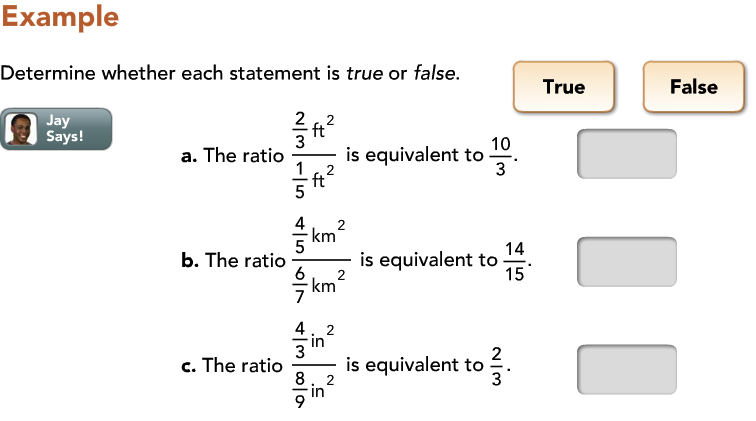 Example
Determine whether each statement is true or false.
True
False
Jay
Says!
a. The ratio 2/3 ft² / 1/5 ft² is equivalent to 10/3.
b. The ratio 4/5 km² / 6/7 km² is equivalent to 14/15.
c. The ratio 4/3 in² / 8/9 in² is equivalent to 2/3.